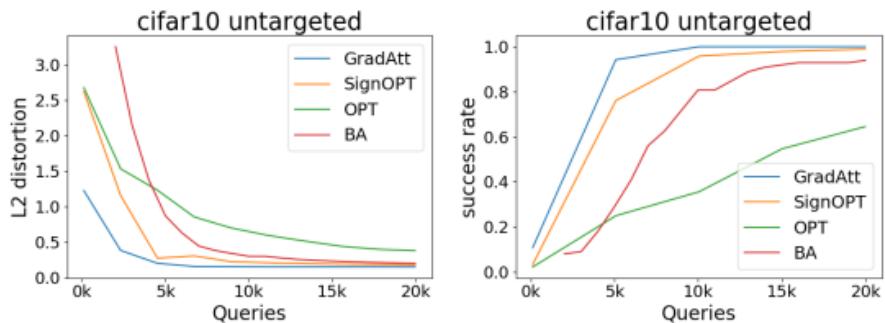 cifar10 untargeted
L2 distortion
3.0
2.5
2.0
1.5
1.0
0.5
0.0
GradAtt
SignOPT
OPT
BA
0k 5k 10k 15k 20k
Queries
cifar10 untargeted
success rate
1.0
0.8
0.6
0.4
0.2
0.0
GradAtt
SignOPT
OPT
BA
0k 5k 10k 15k 20k
Queries